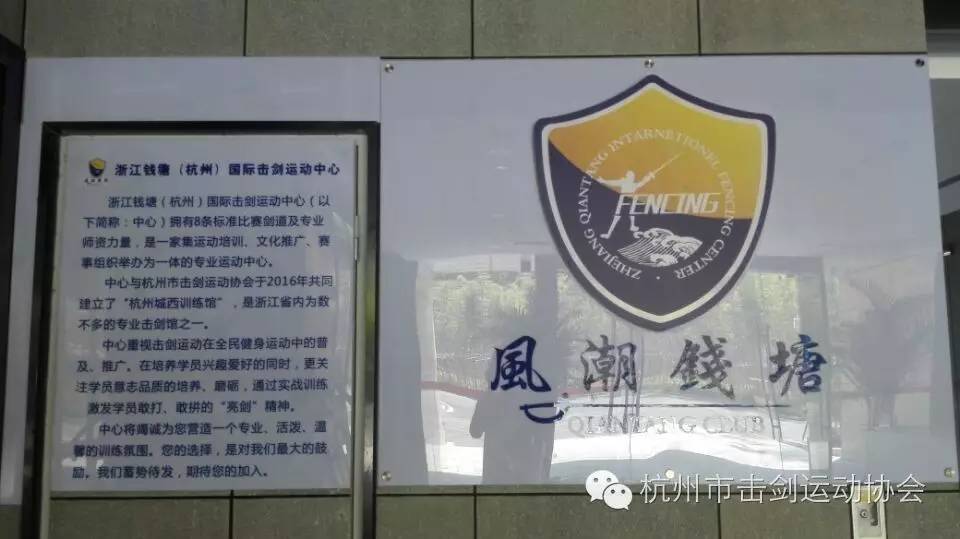 浙江钱塘（杭州）国际击剑运动中心
浙江钱塘（杭州）国际击剑运动中心（以
下简称：中心）拥有8条标准比赛剑道及专业
师资力量，是一家集运动培训、文化推广、赛
事组织举办为一体的专业运动中心。
中心与杭州市击剑运动协会于2016年共同
建立了“杭州城西训练馆”，是浙江省内为数
不多的专业击剑馆之一。
中心重视击剑运动在全民健身运动中的普
及、推广。在培养学员兴趣爱好的同时，更关
注学员意志品质的培养、磨砺，通过实战训练
激发学员敢打、敢拼的“亮剑”精神。
中心将竭诚为您营造一个专业、活泼、温
馨的训练氛围。您的选择，是对我们最大的鼓
励。我们蓄势待发，期待您的加入。
ZHEJIANG QIANTANG INTARNETIONEL FENCING CENTER
FENCING
風潮錢塘
QIANTANG CLUB
杭州市击剑运动协会